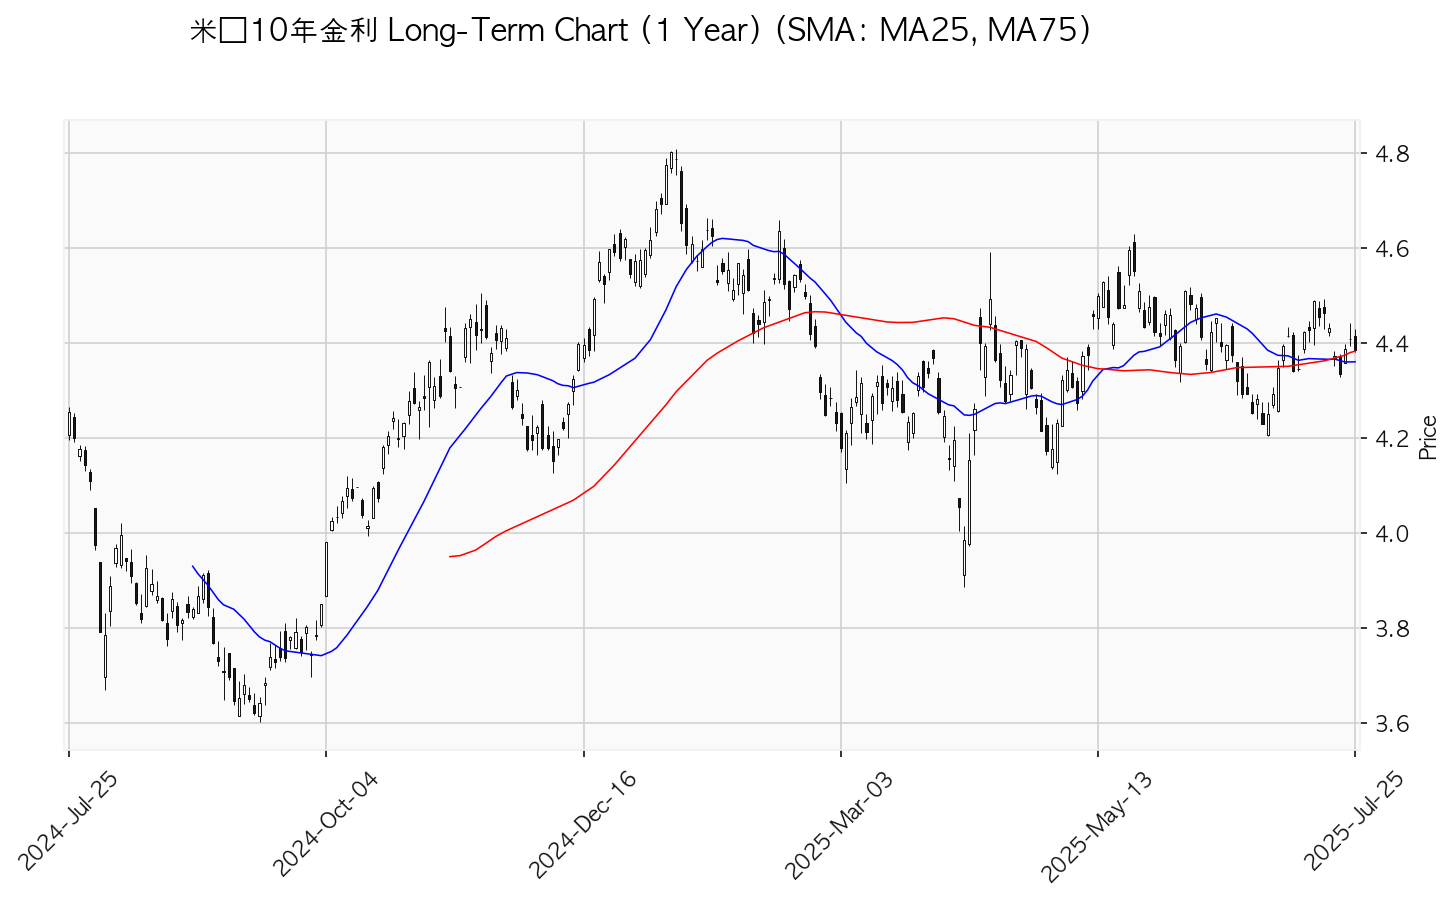 米□10年金利 Long-Term Chart (1 Year) (SMA: MA25, MA75)
4.8
4.6
4.4
4.2
4.0
3.8
3.6
Price
2024-Jul-25
2024-Oct-04
2024-Dec-16
2025-Mar-03
2025-May-13
2025-Jul-25